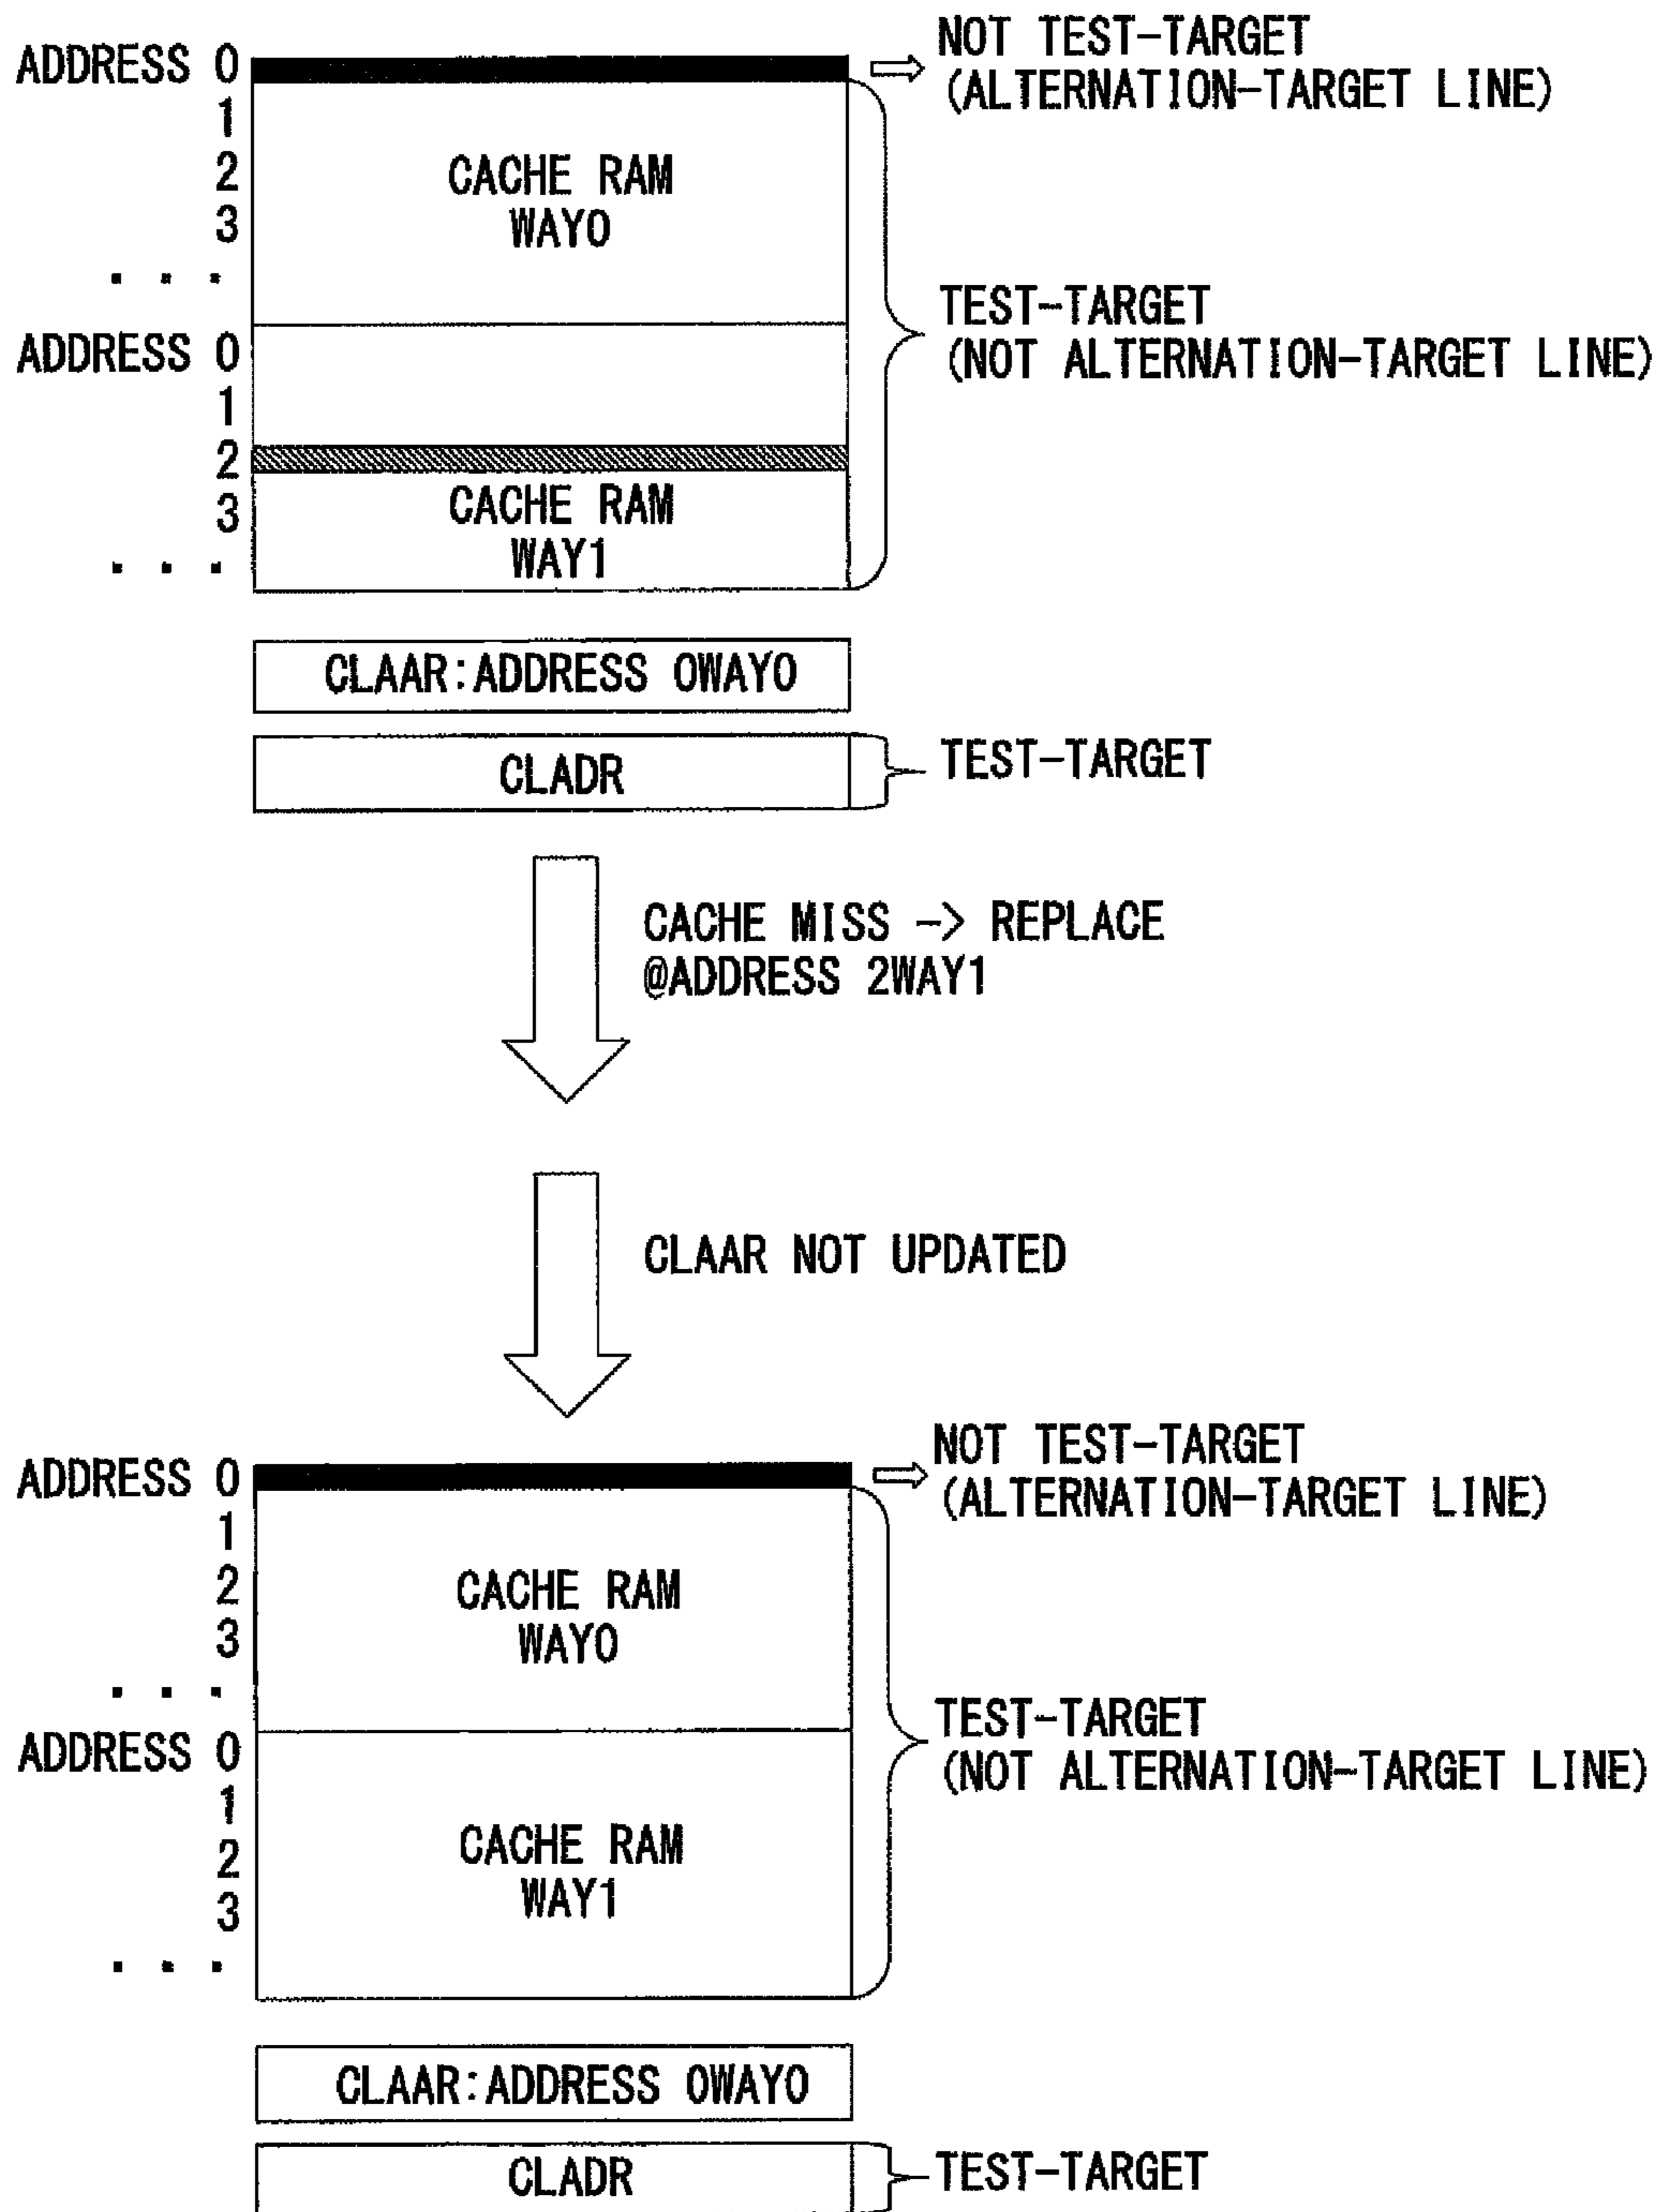 ADDRESS 0
NOT TEST-TARGET
(ALTERNATION-TARGET LINE)
1
2
3
. . .
CACHE RAM
WAY0
ADDRESS 0
1
2
3
. . .
TEST-TARGET
(NOT ALTERNATION-TARGET LINE)
CACHE RAM
WAY1
CLAAR:ADDRESS 0WAY0
CLADR
TEST-TARGET
CACHE MISS -> REPLACE
@ADDRESS 2WAY1
CLAAR NOT UPDATED
ADDRESS 0
NOT TEST-TARGET
(ALTERNATION-TARGET LINE)
1
2
3
. . .
CACHE RAM
WAY0
ADDRESS 0
1
2
3
. . .
TEST-TARGET
(NOT ALTERNATION-TARGET LINE)
CACHE RAM
WAY1
CLAAR:ADDRESS 0WAY0
CLADR
TEST-TARGET